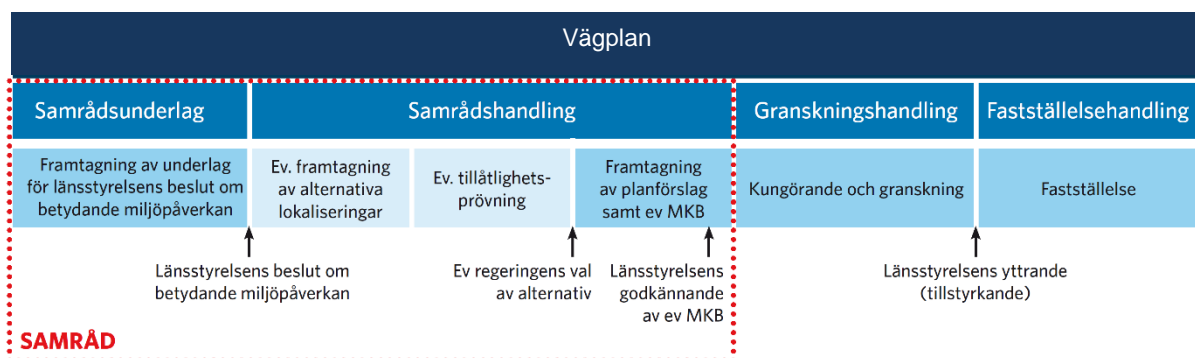 Vägplan
Samrådsunderlag
Samrådshandling
Granskningshandling
Fastställelsehandling
Framtagning av underlag
för länsstyrelsens beslut om
betydande miljöpåverkan
Ev. framtagning
av alternativa
lokaliseringar
Ev. tillåtlighets-
prövning
Framtagning
av planförslag
samt ev MKB
Kungörande och granskning
Fastställelse
Länsstyrelsens beslut om
betydande miljöpåverkan
Ev regeringens val
av alternativ
Länsstyrelsens
godkännande
av ev MKB
Länsstyrelsens yttrande
(tillstyrkande)
SAMRÅD